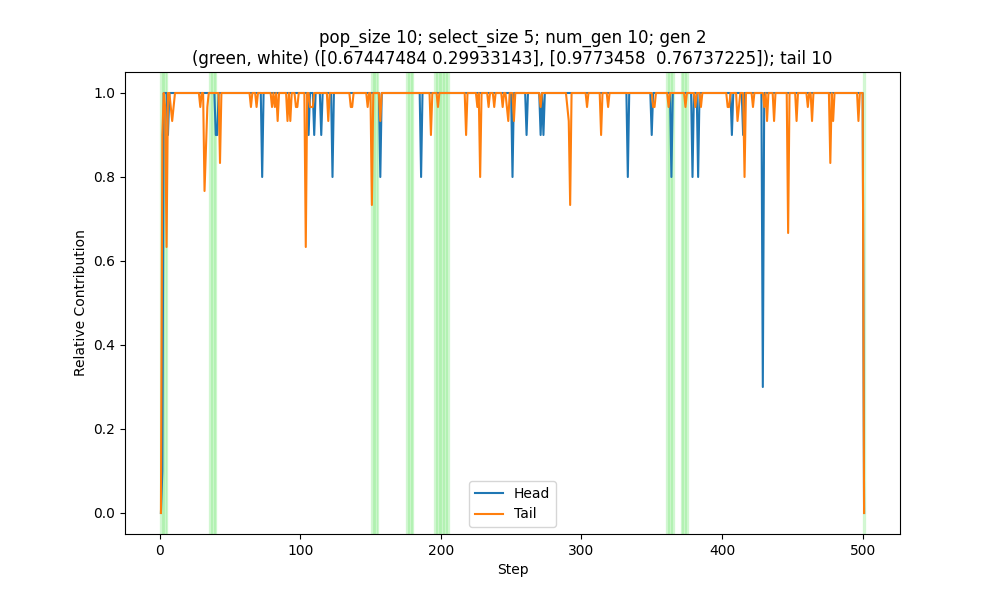 pop_size 10; select_size 5; num_gen 10; gen 2
(green, white) ([0.67447484 0.29933143], [0.9773458  0.76737225]); tail 10
Relative Contribution
1.0
0.8
0.6
0.4
0.2
0.0
Head
Tail
0 100 200 300 400 500
Step